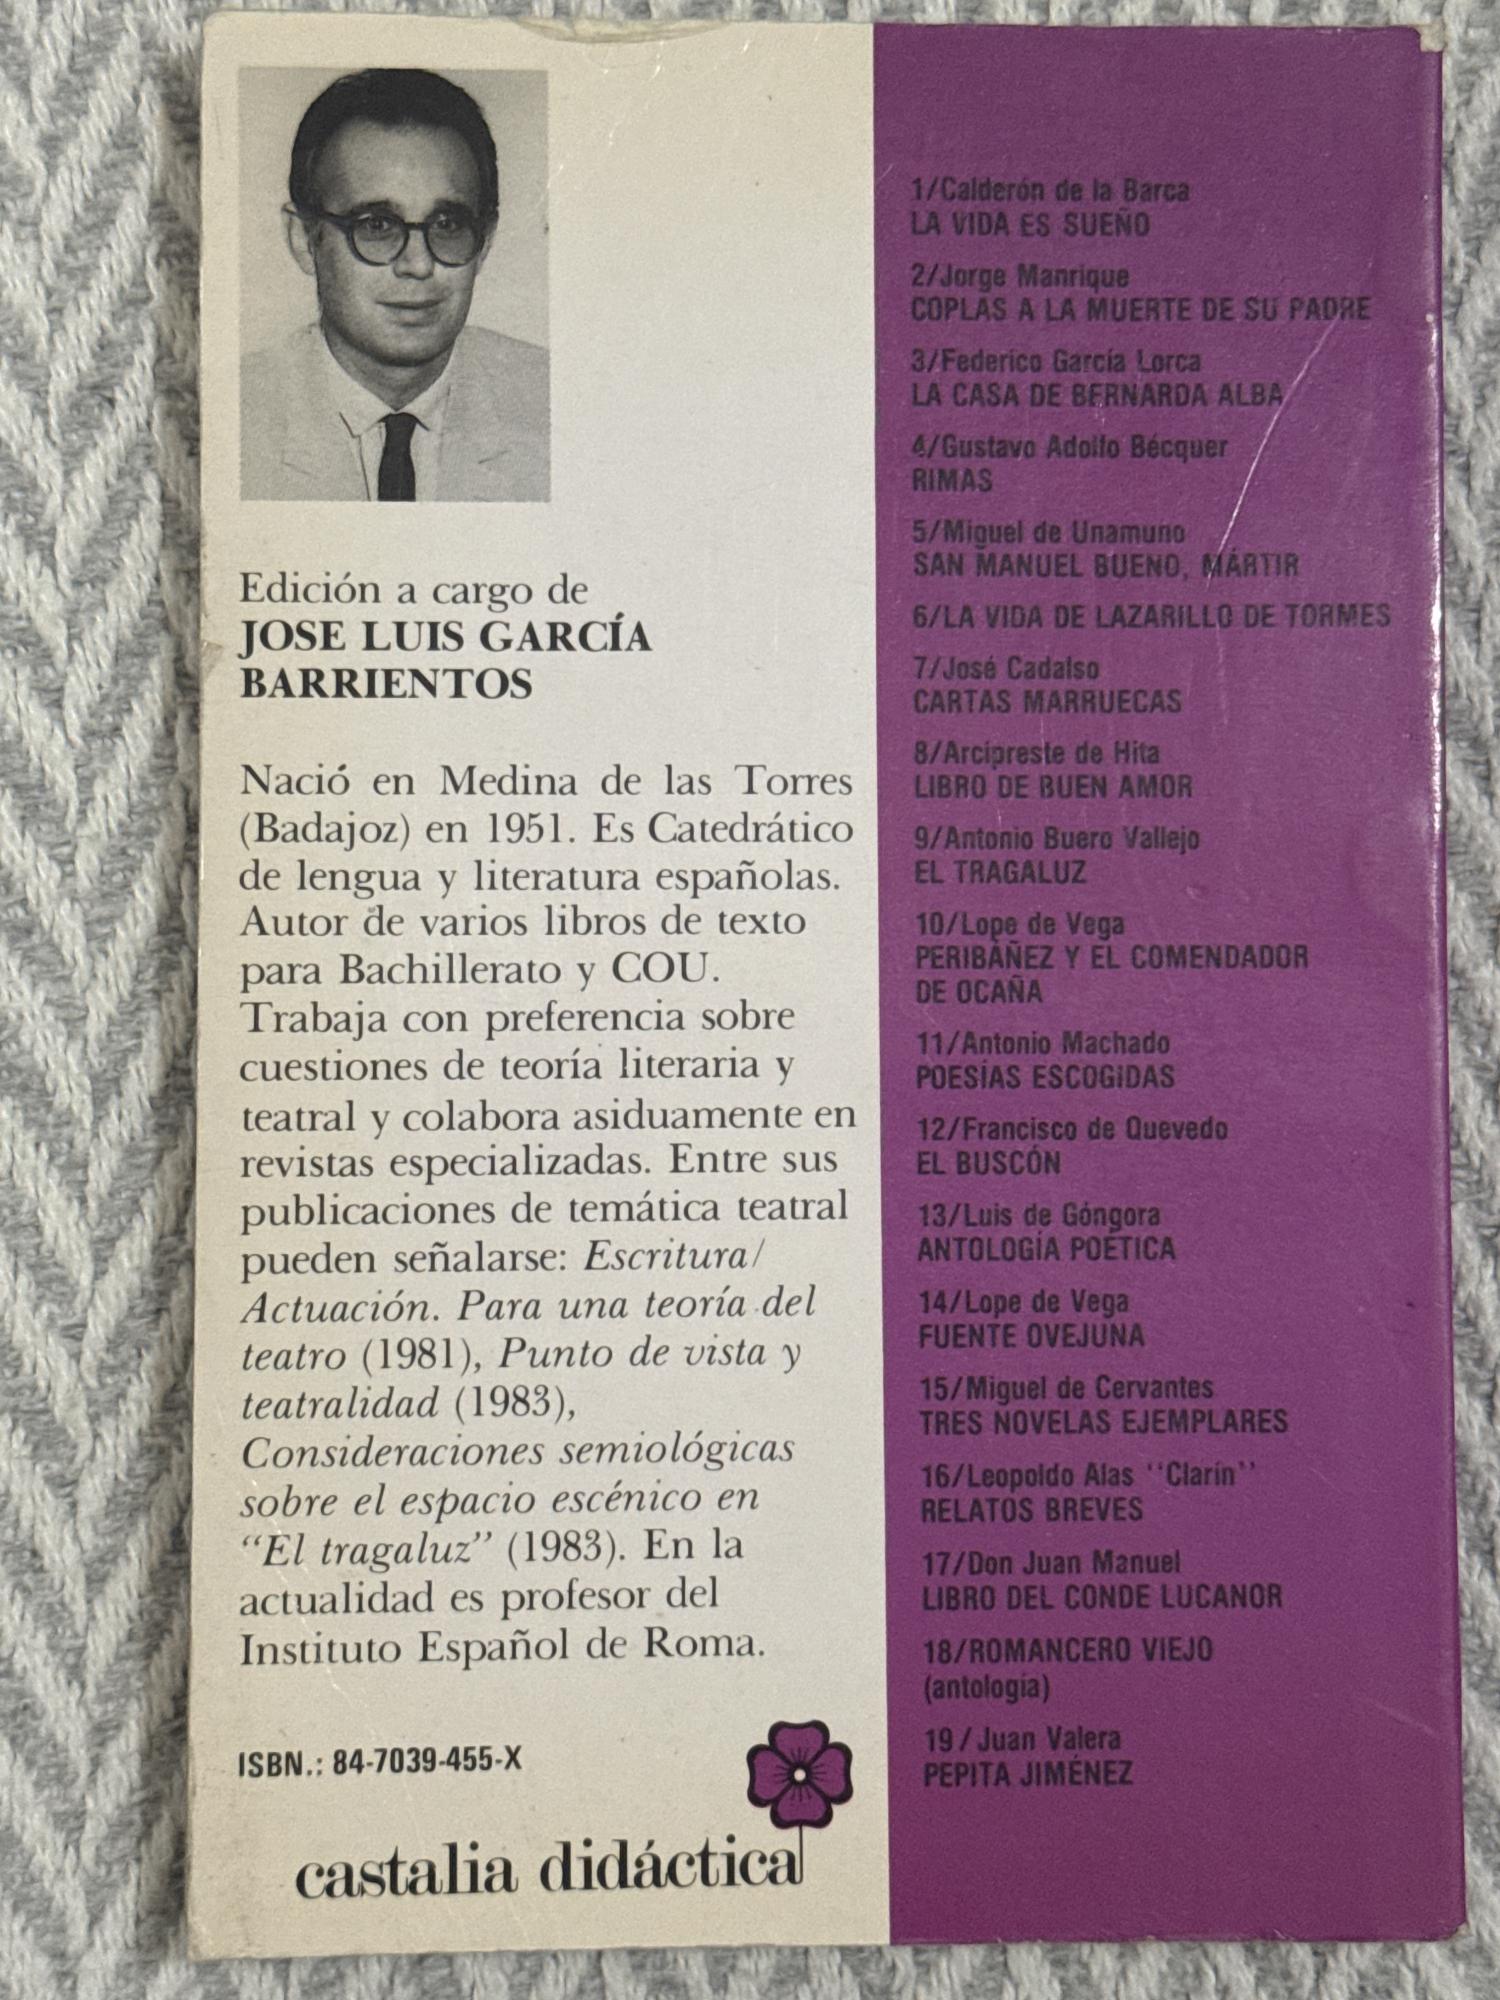 Edición a cargo de
JOSE LUIS GARCÍA
BARRIENTOS
Nació en Medina de las Torres
(Badajoz) en 1951. Es Catedrático
de lengua y literatura españolas.
Autor de varios libros de texto
para Bachillerato y COU.
Trabaja con preferencia sobre
cuestiones de teoría literaria y
teatral y colabora asiduamente en
revistas especializadas. Entre sus
publicaciones de temática teatral
pueden señalarse: Escritura/
Actuación. Para una teoría del
teatro (1981), Punto de vista y
teatralidad (1983),
Consideraciones semiológicas
sobre el espacio escénico en
“El tragaluz” (1983). En la
actualidad es profesor del
Instituto Español de Roma.
ISBN.: 84-7039-455-X
castalia didáctica
1/Calderón de la Barca
LA VIDA ES SUEÑO
2/Jorge Manrique
COPLAS A LA MUERTE DE SU PADRE
3/Federico García Lorca
LA CASA DE BERNARDA ALBA
4/Gustavo Adolfo Bécquer
RIMAS
5/Miguel de Unamuno
SAN MANUEL BUENO, MÁRTIR
6/LA VIDA DE LAZARILLO DE TORMES
7/José Cadalso
CARTAS MARRUECAS
8/Arcipreste de Hita
LIBRO DE BUEN AMOR
9/Antonio Buero Vallejo
EL TRAGALUZ
10/Lope de Vega
PERIBÁÑEZ Y EL COMENDADOR
DE OCAÑA
11/Antonio Machado
POESÍAS ESCOGIDAS
12/Francisco de Quevedo
EL BUSCÓN
13/Luis de Góngora
ANTOLOGÍA POÉTICA
14/Lope de Vega
FUENTE OVEJUNA
15/Miguel de Cervantes
TRES NOVELAS EJEMPLARES
16/Leopoldo Alas ''Clarín''
RELATOS BREVES
17/Don Juan Manuel
LIBRO DEL CONDE LUCANOR
18/ROMANCERO VIEJO
(antología)
19/Juan Valera
PEPITA JIMÉNEZ